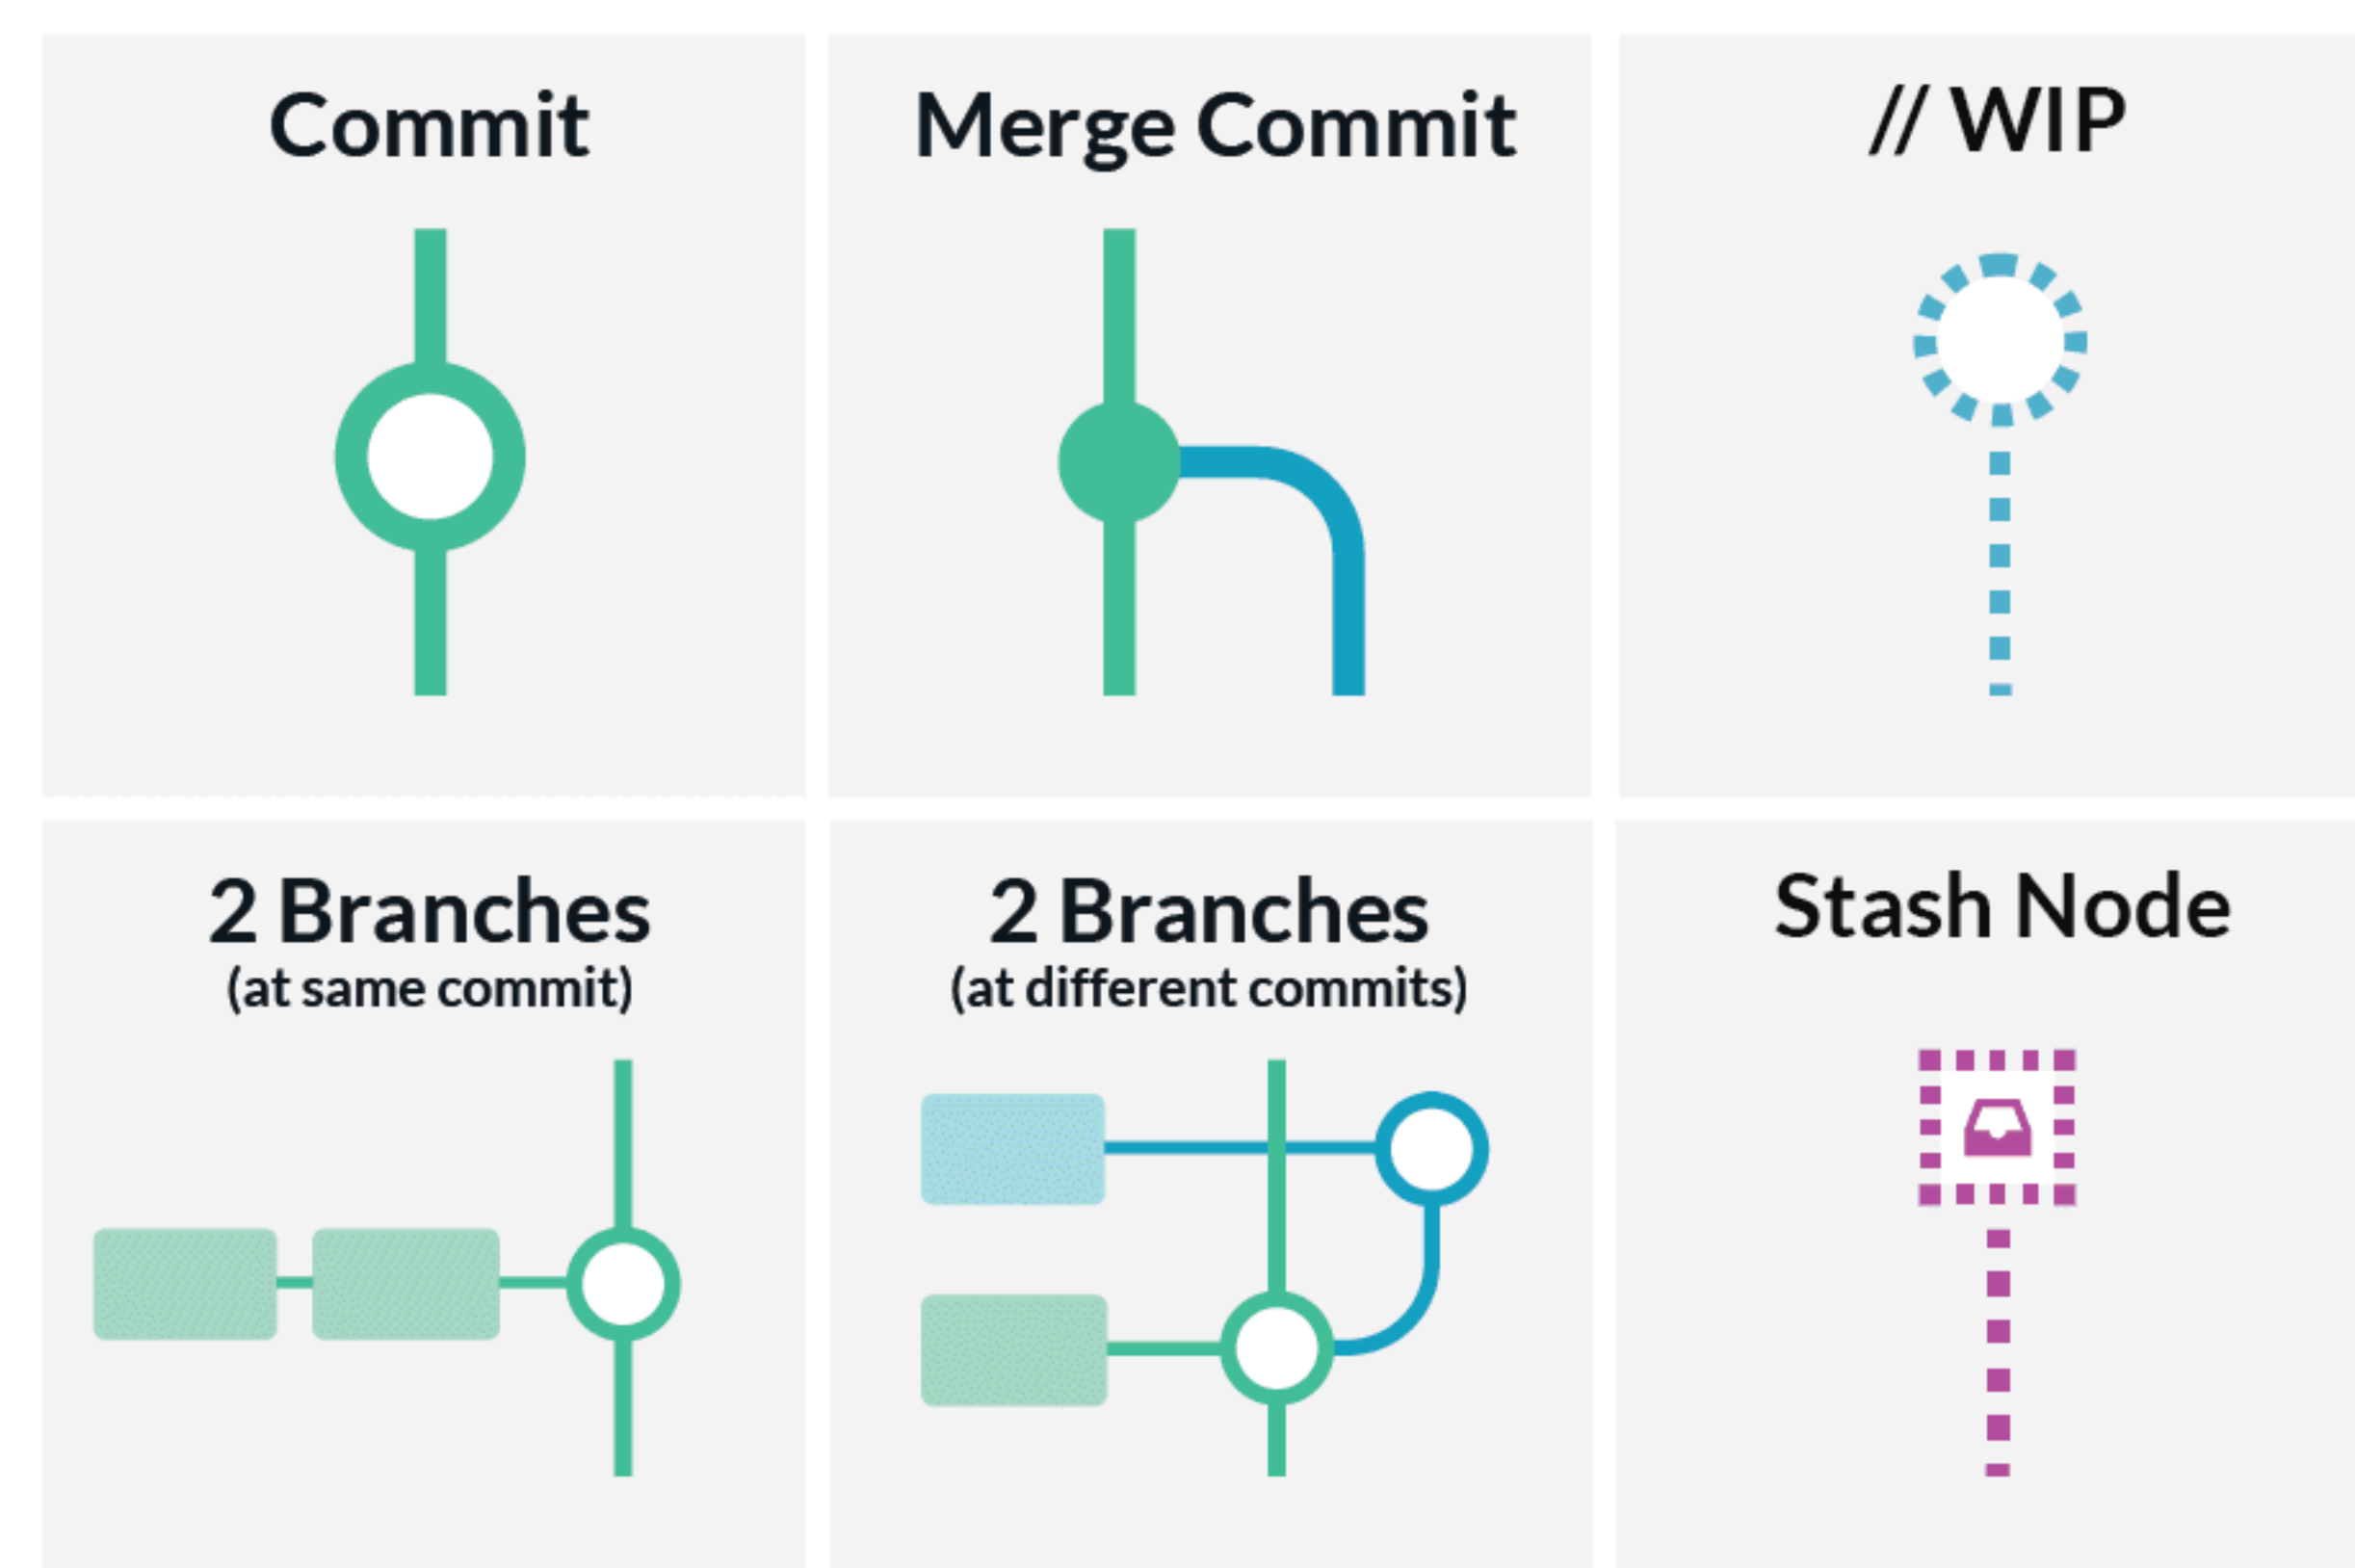 Commit
Merge Commit
// WIP
2 Branches
(at same commit)
2 Branches
(at different commits)
Stash Node